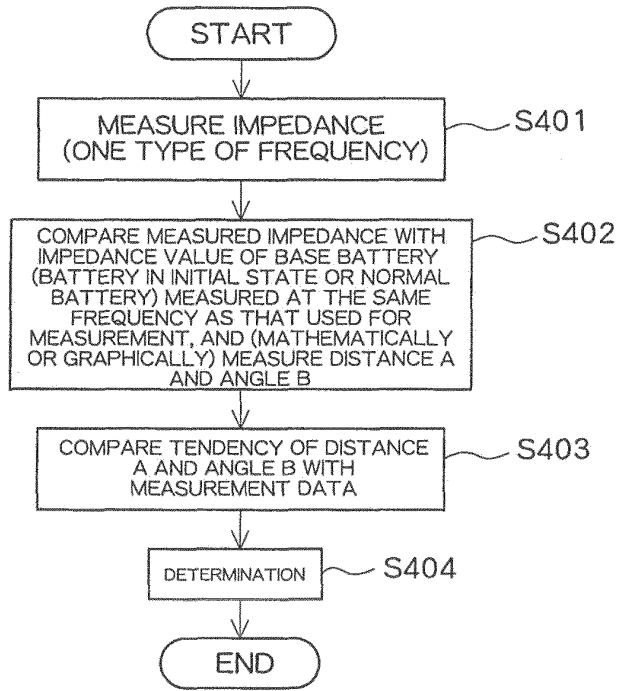 START
MEASURE IMPEDANCE
(ONE TYPE OF FREQUENCY)
S401
COMPARE MEASURED IMPEDANCE WITH
IMPEDANCE VALUE OF BASE BATTERY
(BATTERY IN INITIAL STATE OR NORMAL
BATTERY) MEASURED AT THE SAME
FREQUENCY AS THAT USED FOR
MEASUREMENT, AND (MATHEMATICALLY
OR GRAPHICALLY) MEASURE DISTANCE A
AND ANGLE B
S402
COMPARE TENDENCY OF DISTANCE
A AND ANGLE B WITH
MEASUREMENT DATA
S403
DETERMINATION
S404
END